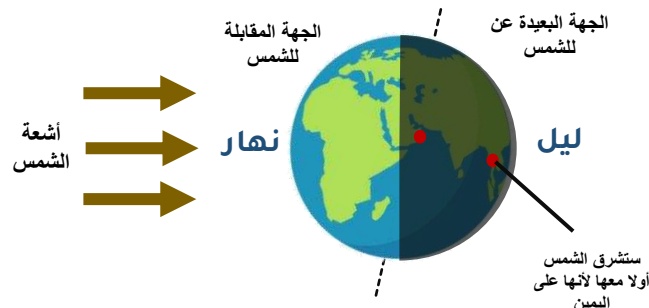 الجهة البعيدة عن
للشمس
الجهة المقابلة
للشمس
أشعة
الشمس
نهار
ليل
ستشرق الشمس
أولا معها لأنها على
اليمين